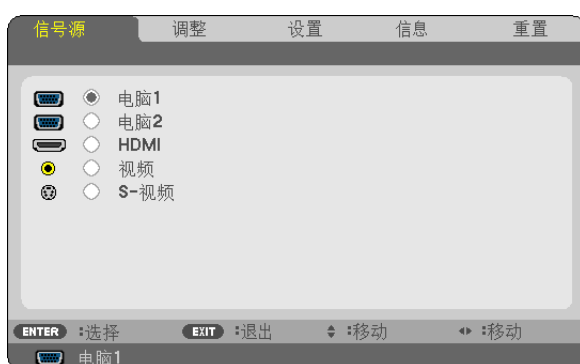 信号源 调整 设置 信息 重置
电脑1
电脑2
HDMI
视频
S-视频
ENTER :选择 EXIT :退出 :移动 :移动
电脑1